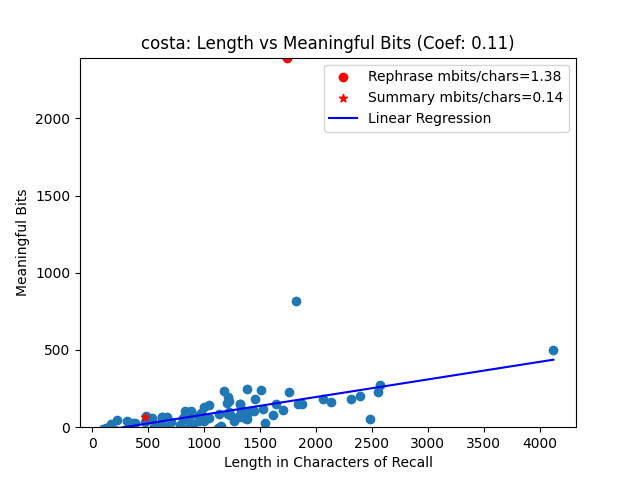 costa: Length vs Meaningful Bits (Coef: 0.11)
Rephrase mbits/chars=1.38
Summary mbits/chars=0.14
Linear Regression
Meaningful Bits
2000
1500
1000
500
0
0 500 1000 1500 2000 2500 3000 3500 4000
Length in Characters of Recall